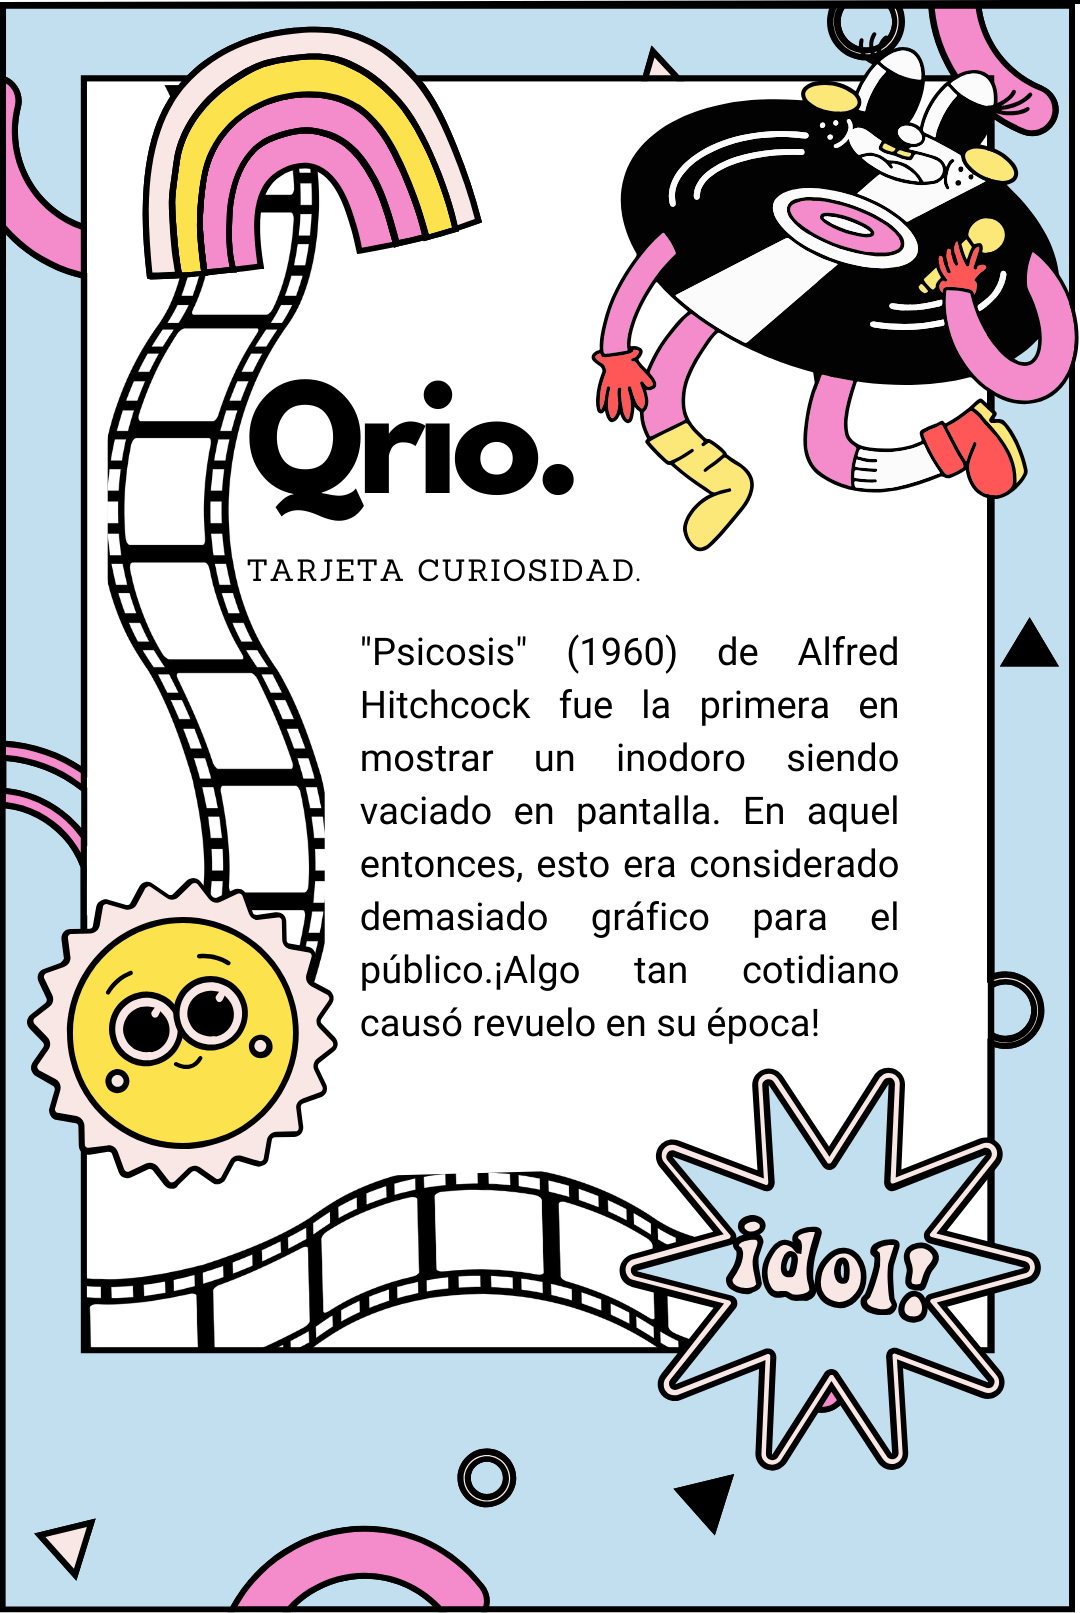 Qrio.
TARJETA CURIOSIDAD.
"Psicosis" (1960) de Alfred
Hitchcock fue la primera en
mostrar un inodoro siendo
vaciado en pantalla. En aquel
entonces, esto era considerado
demasiado gráfico para el
público.¡Algo tan cotidiano
causó revuelo en su época!
idol!